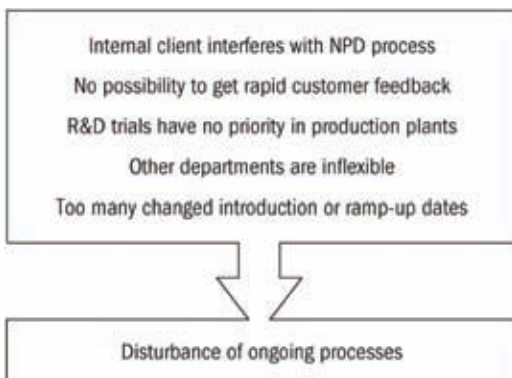 Internal client interferes with NPD process
No possibility to get rapid customer feedback
R&D trials have no priority in production plants
Other departments are inflexible
Too many changed introduction or ramp-up dates
Disturbance of ongoing processes